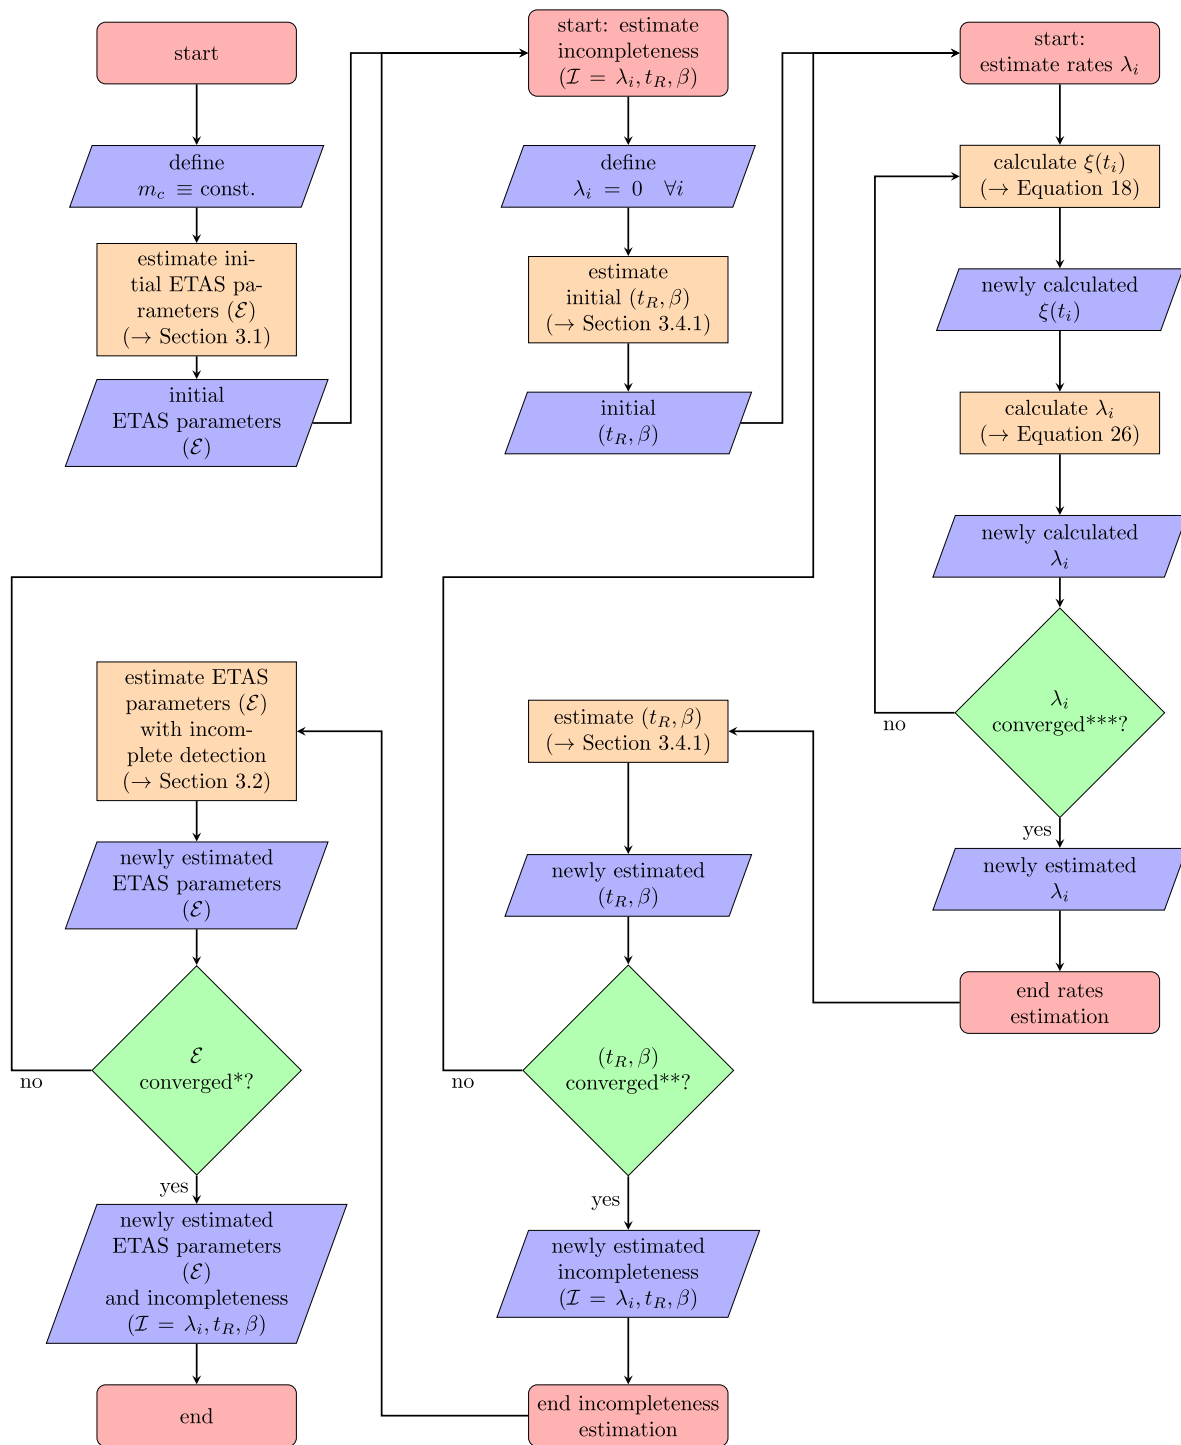 start
define
m_c ≡ const.
estimate ini-
tial ETAS pa-
rameters (ℰ)
(→ Section 3.1)
initial
ETAS parameters
(ℰ)
estimate ETAS
parameters (ℰ)
with incom-
plete detection
(→ Section 3.2)
newly estimated
ETAS parameters
(ℰ)
ℰ
converged*?
no
yes
newly estimated
ETAS parameters
(ℰ)
and incompleteness
(ℐ = λ_i, t_R, β)
end
start: estimate
incompleteness
(ℐ = λ_i, t_R, β)
define
λ_i = 0 ∀i
estimate
initial (t_R, β)
(→ Section 3.4.1)
initial
(t_R, β)
estimate (t_R, β)
(→ Section 3.4.1)
newly estimated
(t_R, β)
(t_R, β)
converged**?
no
yes
newly estimated
incompleteness
(ℐ = λ_i, t_R, β)
end incompleteness
estimation
start:
estimate rates λ_i
calculate ξ(t_i)
(→ Equation 18)
newly calculated
ξ(t_i)
calculate λ_i
(→ Equation 26)
newly calculated
λ_i
λ_i
converged***?
no
yes
newly estimated
λ_i
end rates
estimation